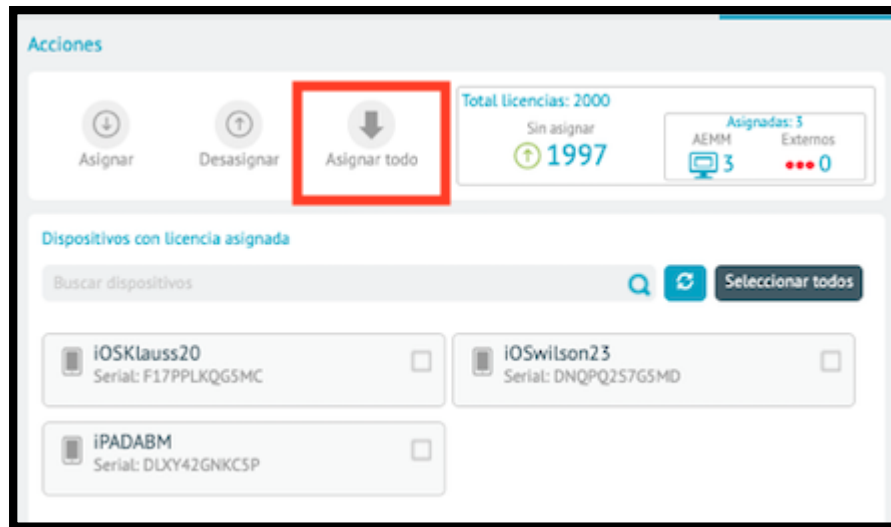 Acciones
Asignar
Desasignar
Asignar todo
Total licencias: 2000
Sin asignar
1997
Asignadas: 3
AEMM
3
Externos
0
Dispositivos con licencia asignada
Buscar dispositivos
Seleccionar todos
iOSKlauss20
Serial: F17PPLKQG5MC
iOSwilson23
Serial: DNQPQ2S7G5MD
iPADABM
Serial: DLXY42GNKC5P